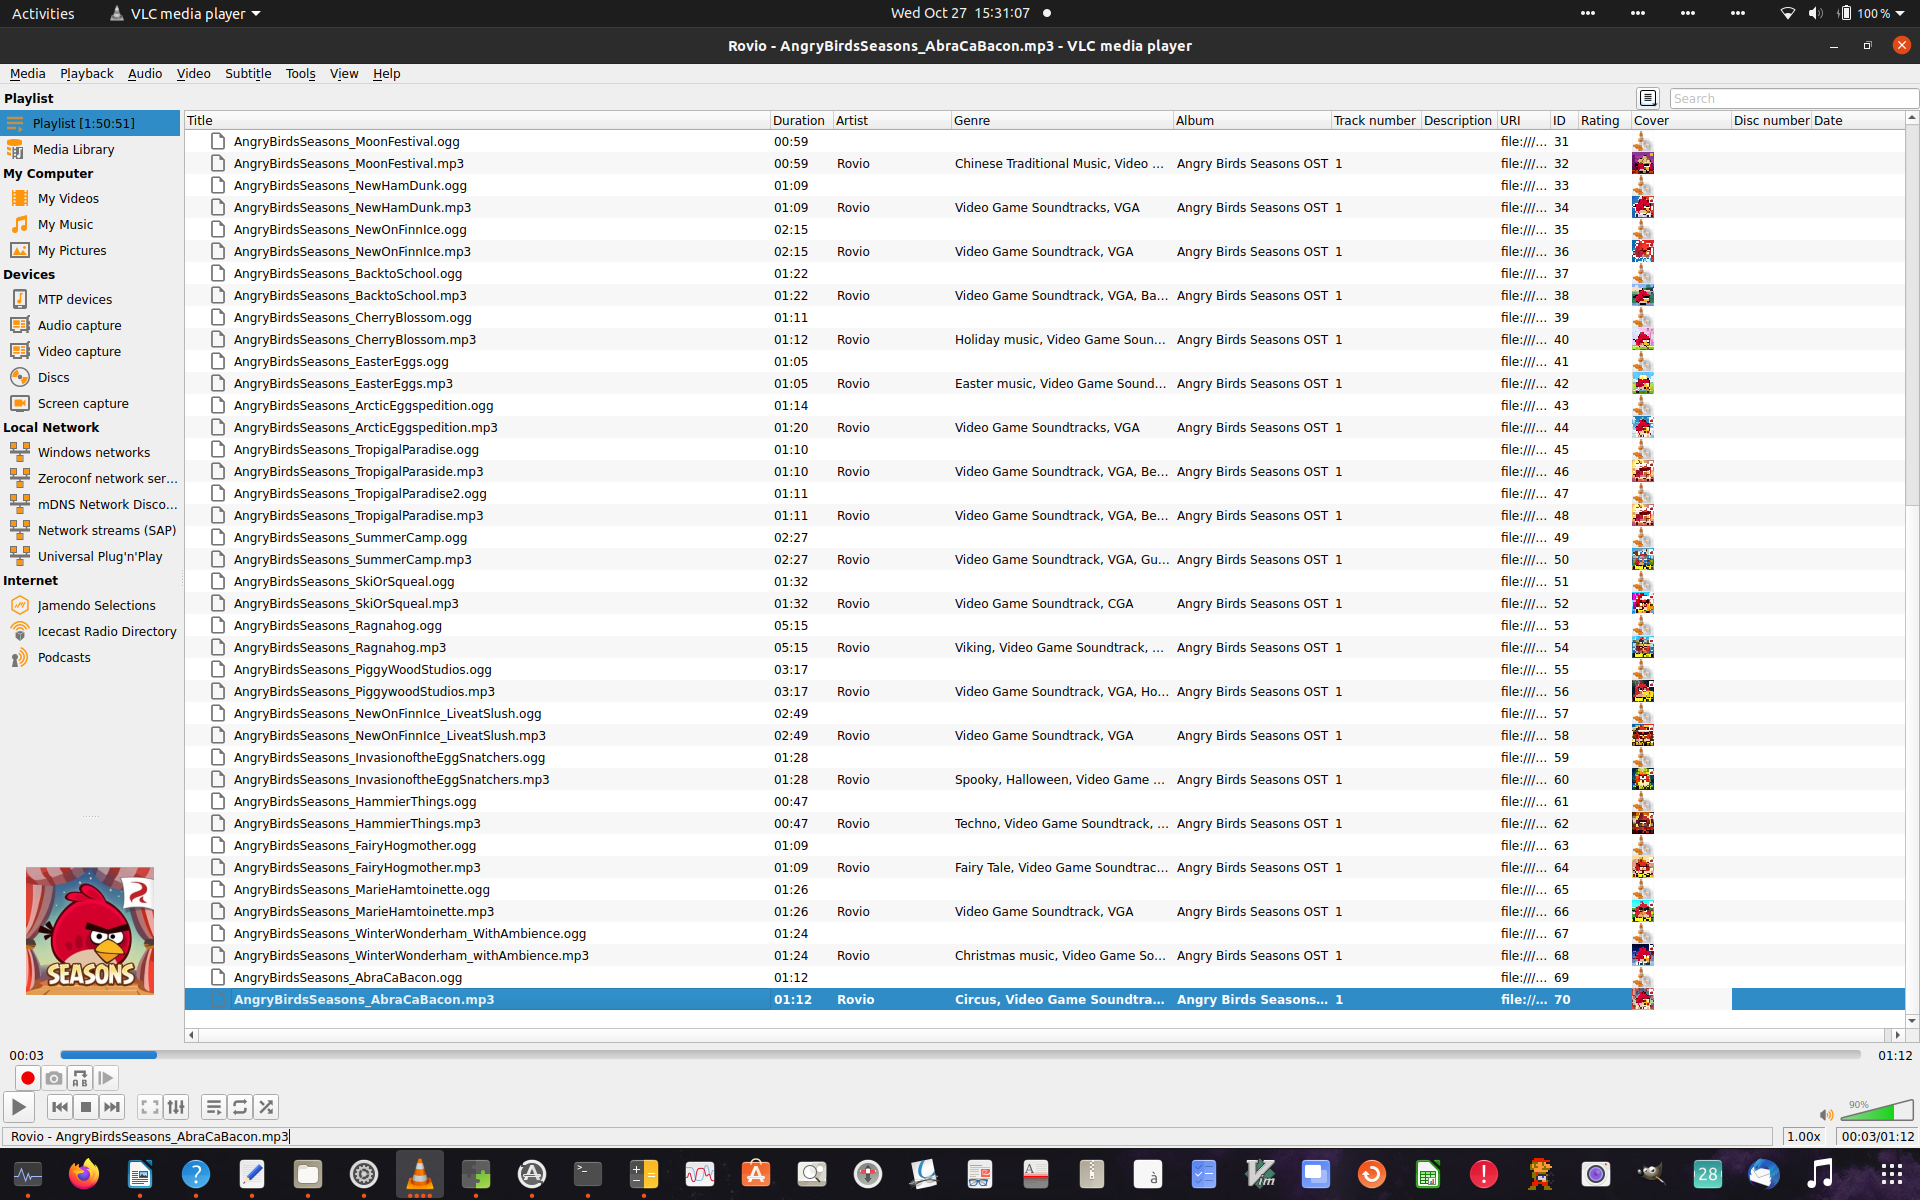 Activities VLC media player Wed Oct 27 15:31:07 100 %
Rovio - AngryBirdsSeasons_AbraCaBacon.mp3 - VLC media player
Media Playback Audio Video Subtitle Tools View Help
Playlist Search
Playlist [1:50:51]
Media Library
My Computer
My Videos
My Music
My Pictures
Devices
MTP devices
Audio capture
Video capture
Discs
Screen capture
Local Network
Windows networks
Zeroconf network ser...
mDNS Network Disco...
Network streams (SAP)
Universal Plug'n'Play
Internet
Jamendo Selections
Icecast Radio Directory
Podcasts
SEASONS
Title Duration Artist Genre Album Track number Description URI ID Rating Cover Disc number Date
AngryBirdsSeasons_MoonFestival.ogg 00:59 file:///... 31
AngryBirdsSeasons_MoonFestival.mp3 00:59 Rovio Chinese Traditional Music, Video ... Angry Birds Seasons OST 1 file:///... 32
AngryBirdsSeasons_NewHamDunk.ogg 01:09 file:///... 33
AngryBirdsSeasons_NewHamDunk.mp3 01:09 Rovio Video Game Soundtracks, VGA Angry Birds Seasons OST 1 file:///... 34
AngryBirdsSeasons_NewOnFinnIce.ogg 02:15 file:///... 35
AngryBirdsSeasons_NewOnFinnIce.mp3 02:15 Rovio Video Game Soundtrack, VGA Angry Birds Seasons OST 1 file:///... 36
AngryBirdsSeasons_BacktoSchool.ogg 01:22 file:///... 37
AngryBirdsSeasons_BacktoSchool.mp3 01:22 Rovio Video Game Soundtrack, VGA, Ba... Angry Birds Seasons OST 1 file:///... 38
AngryBirdsSeasons_CherryBlossom.ogg 01:11 file:///... 39
AngryBirdsSeasons_CherryBlossom.mp3 01:12 Rovio Holiday music, Video Game Soun... Angry Birds Seasons OST 1 file:///... 40
AngryBirdsSeasons_EasterEggs.ogg 01:05 file:///... 41
AngryBirdsSeasons_EasterEggs.mp3 01:05 Rovio Easter music, Video Game Sound... Angry Birds Seasons OST 1 file:///... 42
AngryBirdsSeasons_ArcticEggspedition.ogg 01:14 file:///... 43
AngryBirdsSeasons_ArcticEggspedition.mp3 01:20 Rovio Video Game Soundtracks, VGA Angry Birds Seasons OST 1 file:///... 44
AngryBirdsSeasons_TropigalParadise.ogg 01:10 file:///... 45
AngryBirdsSeasons_TropigalParaside.mp3 01:10 Rovio Video Game Soundtrack, VGA, Be... Angry Birds Seasons OST 1 file:///... 46
AngryBirdsSeasons_TropigalParadise2.ogg 01:11 file:///... 47
AngryBirdsSeasons_TropigalParadise.mp3 01:11 Rovio Video Game Soundtrack, VGA, Be... Angry Birds Seasons OST 1 file:///... 48
AngryBirdsSeasons_SummerCamp.ogg 02:27 file:///... 49
AngryBirdsSeasons_SummerCamp.mp3 02:27 Rovio Video Game Soundtrack, VGA, Gu... Angry Birds Seasons OST 1 file:///... 50
AngryBirdsSeasons_SkiOrSqueal.ogg 01:32 file:///... 51
AngryBirdsSeasons_SkiOrSqueal.mp3 01:32 Rovio Video Game Soundtrack, CGA Angry Birds Seasons OST 1 file:///... 52
AngryBirdsSeasons_Ragnahog.ogg 05:15 file:///... 53
AngryBirdsSeasons_Ragnahog.mp3 05:15 Rovio Viking, Video Game Soundtrack, ... Angry Birds Seasons OST 1 file:///... 54
AngryBirdsSeasons_PiggyWoodStudios.ogg 03:17 file:///... 55
AngryBirdsSeasons_PiggywoodStudios.mp3 03:17 Rovio Video Game Soundtrack, VGA, Ho... Angry Birds Seasons OST 1 file:///... 56
AngryBirdsSeasons_NewOnFinnIce_LiveatSlush.ogg 02:49 file:///... 57
AngryBirdsSeasons_NewOnFinnIce_LiveatSlush.mp3 02:49 Rovio Video Game Soundtrack, VGA Angry Birds Seasons OST 1 file:///... 58
AngryBirdsSeasons_InvasionoftheEggSnatchers.ogg 01:28 file:///... 59
AngryBirdsSeasons_InvasionoftheEggSnatchers.mp3 01:28 Rovio Spooky, Halloween, Video Game ... Angry Birds Seasons OST 1 file:///... 60
AngryBirdsSeasons_HammierThings.ogg 00:47 file:///... 61
AngryBirdsSeasons_HammierThings.mp3 00:47 Rovio Techno, Video Game Soundtrack, ... Angry Birds Seasons OST 1 file:///... 62
AngryBirdsSeasons_FairyHogmother.ogg 01:09 file:///... 63
AngryBirdsSeasons_FairyHogmother.mp3 01:09 Rovio Fairy Tale, Video Game Soundtrac... Angry Birds Seasons OST 1 file:///... 64
AngryBirdsSeasons_MarieHamtoinette.ogg 01:26 file:///... 65
AngryBirdsSeasons_MarieHamtoinette.mp3 01:26 Rovio Video Game Soundtrack, VGA Angry Birds Seasons OST 1 file:///... 66
AngryBirdsSeasons_WinterWonderham_WithAmbience.ogg 01:24 file:///... 67
AngryBirdsSeasons_WinterWonderham_withAmbience.mp3 01:24 Rovio Christmas music, Video Game So... Angry Birds Seasons OST 1 file:///... 68
AngryBirdsSeasons_AbraCaBacon.ogg 01:12 file:///... 69
AngryBirdsSeasons_AbraCaBacon.mp3 01:12 Rovio Circus, Video Game Soundtra... Angry Birds Seasons... 1 file://... 70
00:03 01:12
A B
90%
Rovio - AngryBirdsSeasons_AbraCaBacon.mp3 1.00x 00:03/01:12
28